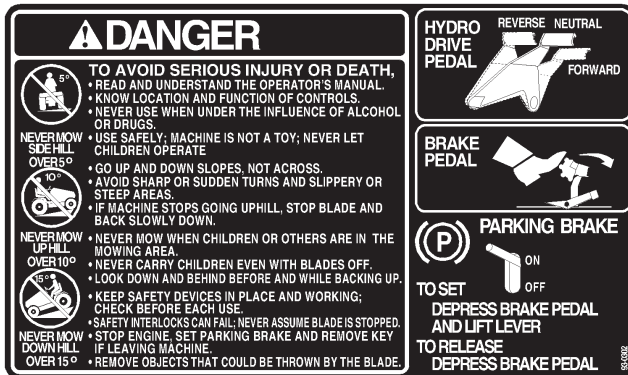 DANGER
TO AVOID SERIOUS INJURY OR DEATH,
• READ AND UNDERSTAND THE OPERATOR'S MANUAL.
• KNOW LOCATION AND FUNCTION OF CONTROLS.
• NEVER USE WHEN UNDER THE INFLUENCE OF ALCOHOL
OR DRUGS.
• USE SAFELY; MACHINE IS NOT A TOY; NEVER LET
CHILDREN OPERATE
• GO UP AND DOWN SLOPES, NOT ACROSS.
• AVOID SHARP OR SUDDEN TURNS AND SLIPPERY OR
STEEP AREAS.
• IF MACHINE STOPS GOING UPHILL, STOP BLADE AND
BACK SLOWLY DOWN.
• NEVER MOW WHEN CHILDREN OR OTHERS ARE IN THE
MOWING AREA.
• NEVER CARRY CHILDREN EVEN WITH BLADES OFF.
• LOOK DOWN AND BEHIND BEFORE AND WHILE BACKING UP.
• KEEP SAFETY DEVICES IN PLACE AND WORKING;
CHECK BEFORE EACH USE.
• SAFETY INTERLOCKS CAN FAIL; NEVER ASSUME BLADE IS STOPPED.
• STOP ENGINE, SET PARKING BRAKE AND REMOVE KEY
IF LEAVING MACHINE.
• REMOVE OBJECTS THAT COULD BE THROWN BY THE BLADE.
5°
NEVER MOW
SIDE HILL
OVER 5°
10°
NEVER MOW
UP HILL
OVER 10°
15°
NEVER MOW
DOWN HILL
OVER 15°
HYDRO
DRIVE
PEDAL
REVERSE NEUTRAL
FORWARD
BRAKE
PEDAL
P
PARKING BRAKE
ON
OFF
TO SET
DEPRESS BRAKE PEDAL
AND LIFT LEVER
TO RELEASE
DEPRESS BRAKE PEDAL
93-0302